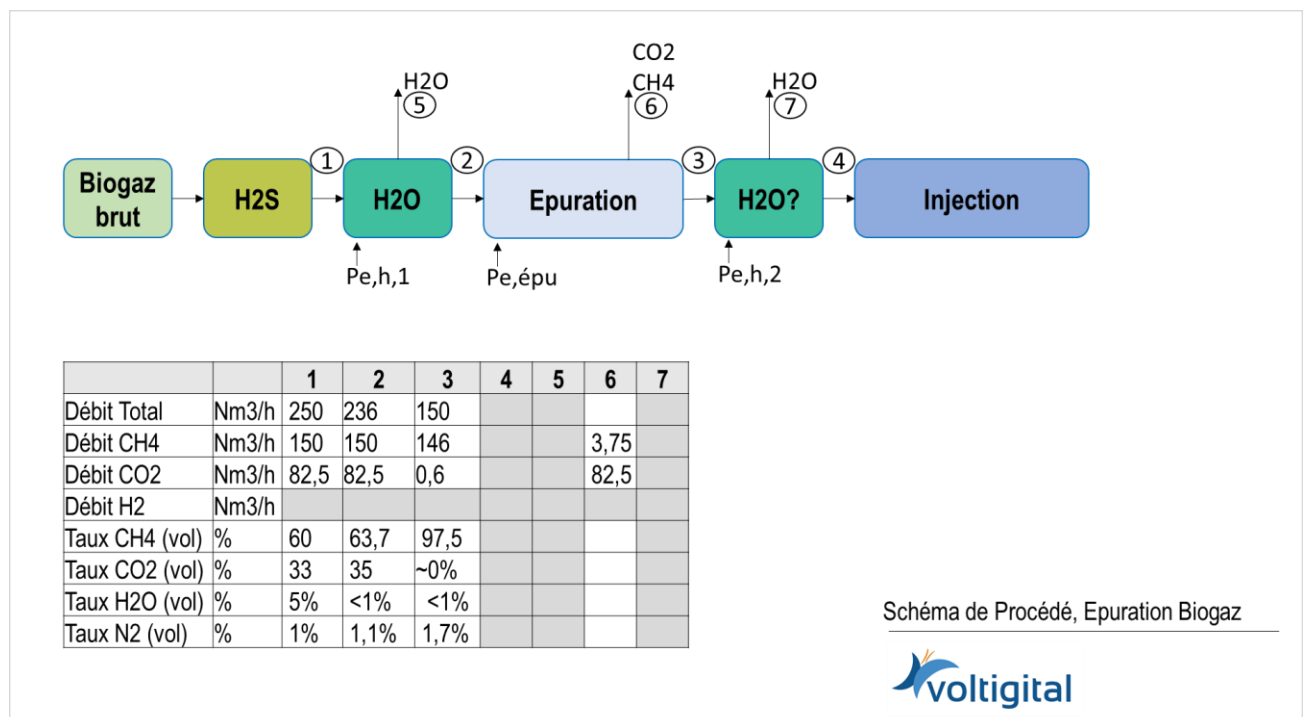 CO2
H2O
CH4
H2O
5
6
7
1
2
3
4
Biogaz
brut
H2S
H2O
Epuration
H2O?
Injection
Pe,h,1
Pe,épu
Pe,h,2
1 2 3 4 5 6 7
Débit Total Nm3/h 250 236 150
Débit CH4 Nm3/h 150 150 146 3,75
Débit CO2 Nm3/h 82,5 82,5 0,6 82,5
Débit H2 Nm3/h
Taux CH4 (vol) % 60 63,7 97,5
Taux CO2 (vol) % 33 35 ~0%
Taux H2O (vol) % 5% <1% <1%
Taux N2 (vol) % 1% 1,1% 1,7%
Schéma de Procédé, Epuration Biogaz
voltigital